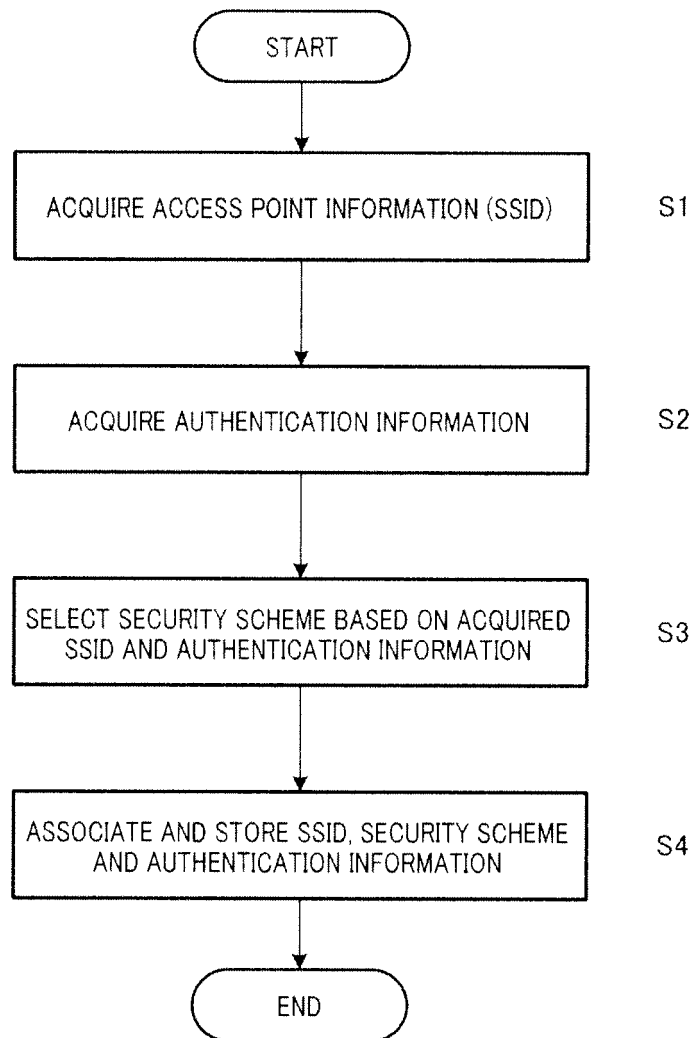 START
ACQUIRE ACCESS POINT INFORMATION (SSID)
S1
ACQUIRE AUTHENTICATION INFORMATION
S2
SELECT SECURITY SCHEME BASED ON ACQUIRED
SSID AND AUTHENTICATION INFORMATION
S3
ASSOCIATE AND STORE SSID, SECURITY SCHEME
AND AUTHENTICATION INFORMATION
S4
END